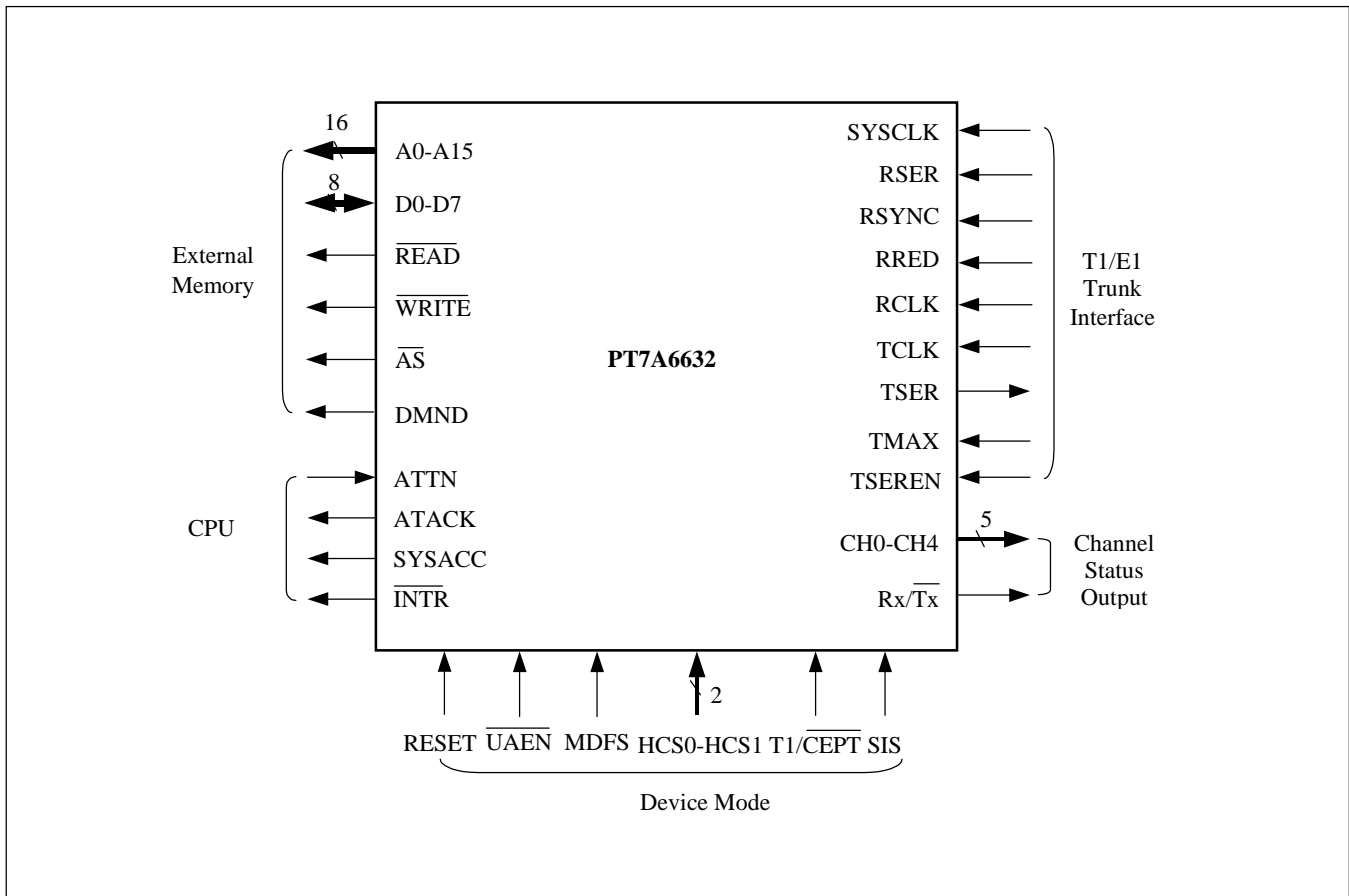 16
A0-A15
8
D0-D7
READ
WRITE
AS
DMND
External
Memory
ATTN
ATACK
SYSACC
INTR
CPU
PT7A6632
SYSCLK
RSER
RSYNC
RRED
RCLK
TCLK
TSER
TMAX
TSEREN
T1/E1
Trunk
Interface
CH0-CH4
5
Rx/Tx
Channel
Status
Output
2
RESET UAEN MDFS HCS0-HCS1 T1/CEPT SIS
Device Mode